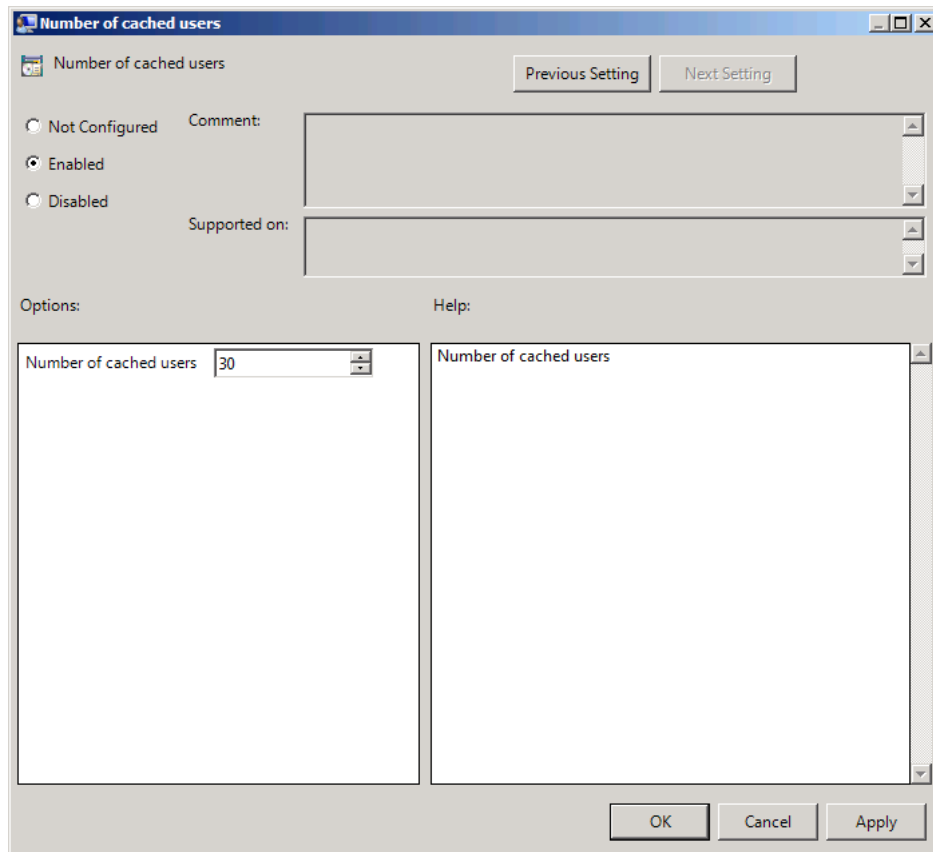 Number of cached users
Number of cached users
Previous Setting
Next Setting
Not Configured
Comment:
Enabled
Disabled
Supported on:
Options:
Help:
Number of cached users 30
Number of cached users
OK
Cancel
Apply